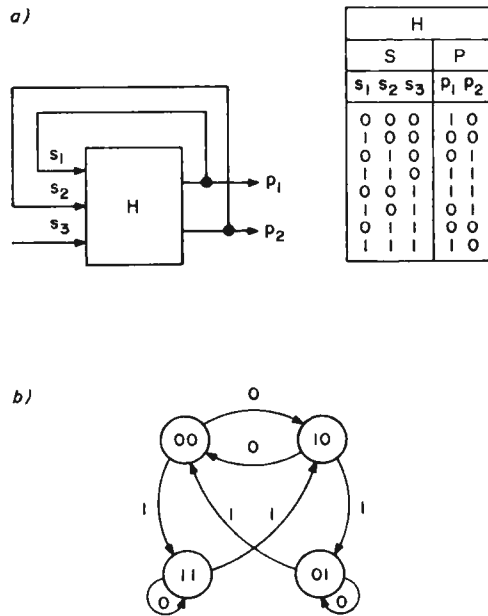 a)
s₁
s₂
s₃
H
p₁
p₂
H
S P
s₁ s₂ s₃ p₁ p₂
0 0 0 1 0
1 0 0 0 0
0 1 0 0 1
1 1 0 1 1
0 0 1 1 1
1 0 1 0 1
0 1 1 0 0
1 1 1 1 0
b)
0
00 10
0
1 1 1 1
11 01
0 0